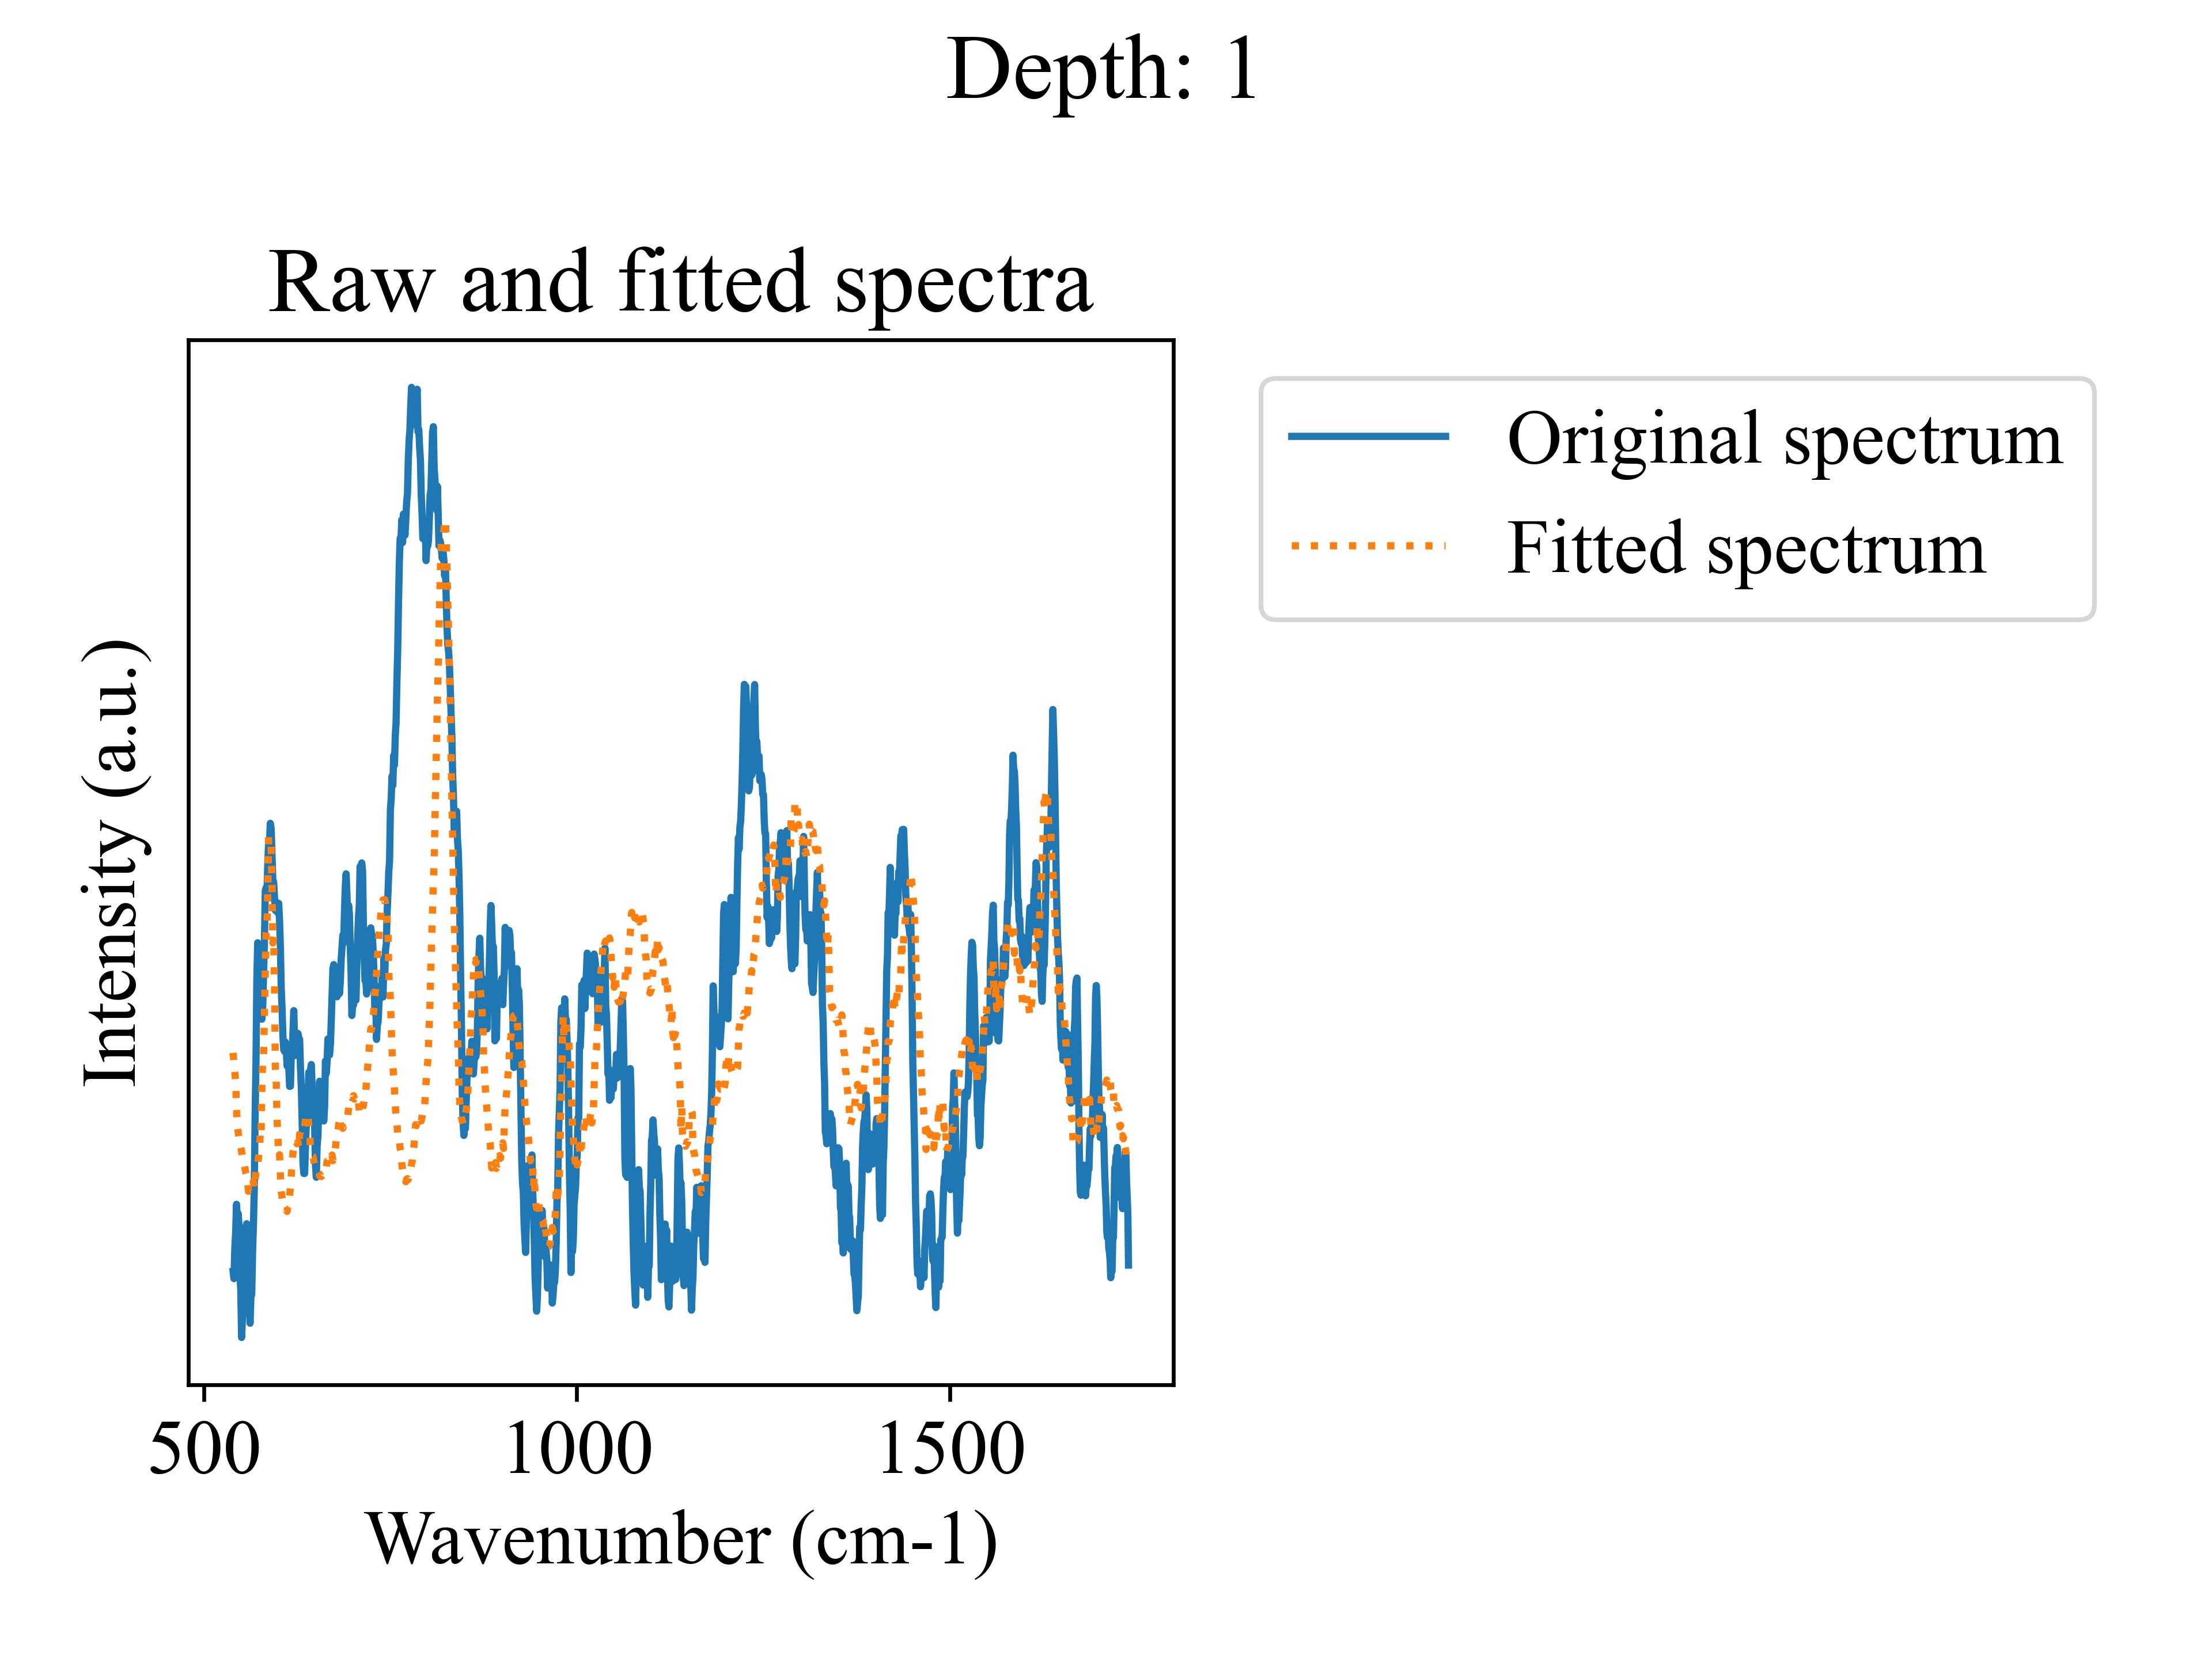 Depth: 1
Raw and fitted spectra
Original spectrum
Fitted spectrum
Intensity (a.u.)
500 1000 1500
Wavenumber (cm-1)